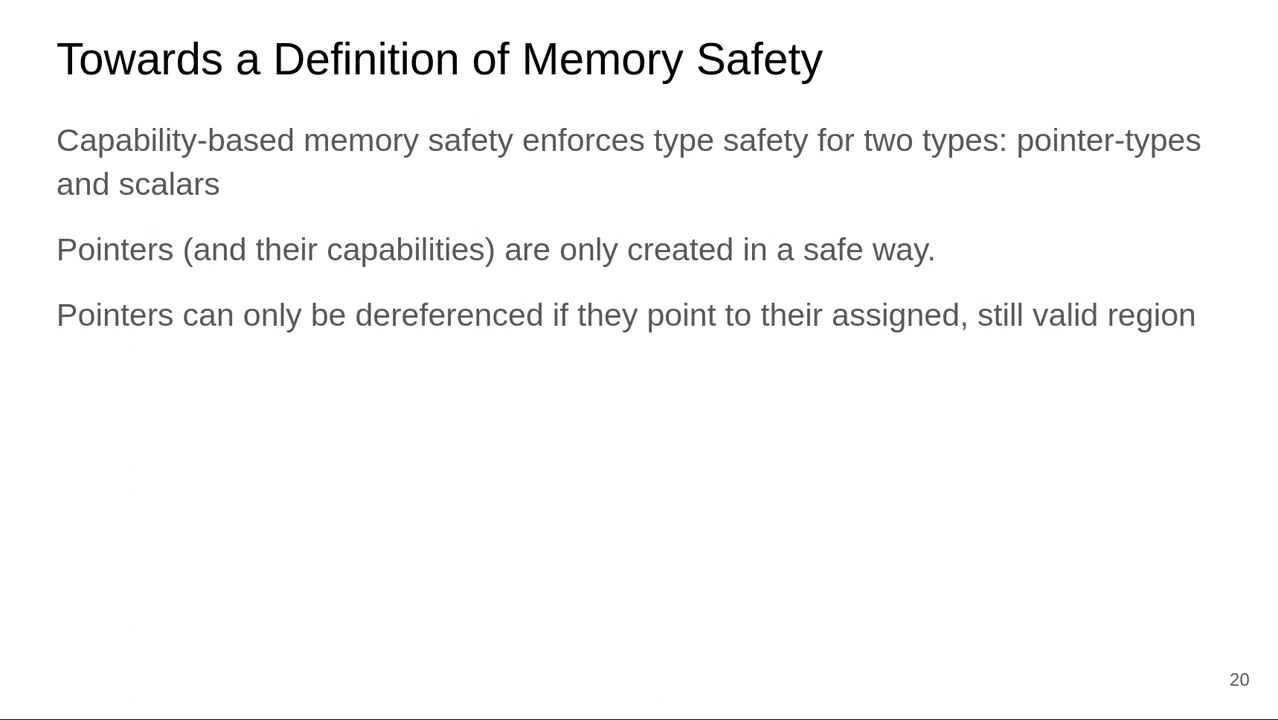 Towards a Definition of Memory Safety
Capability-based memory safety enforces type safety for two types: pointer-types
and scalars
Pointers (and their capabilities) are only created in a safe way.
Pointers can only be dereferenced if they point to their assigned, still valid region
20